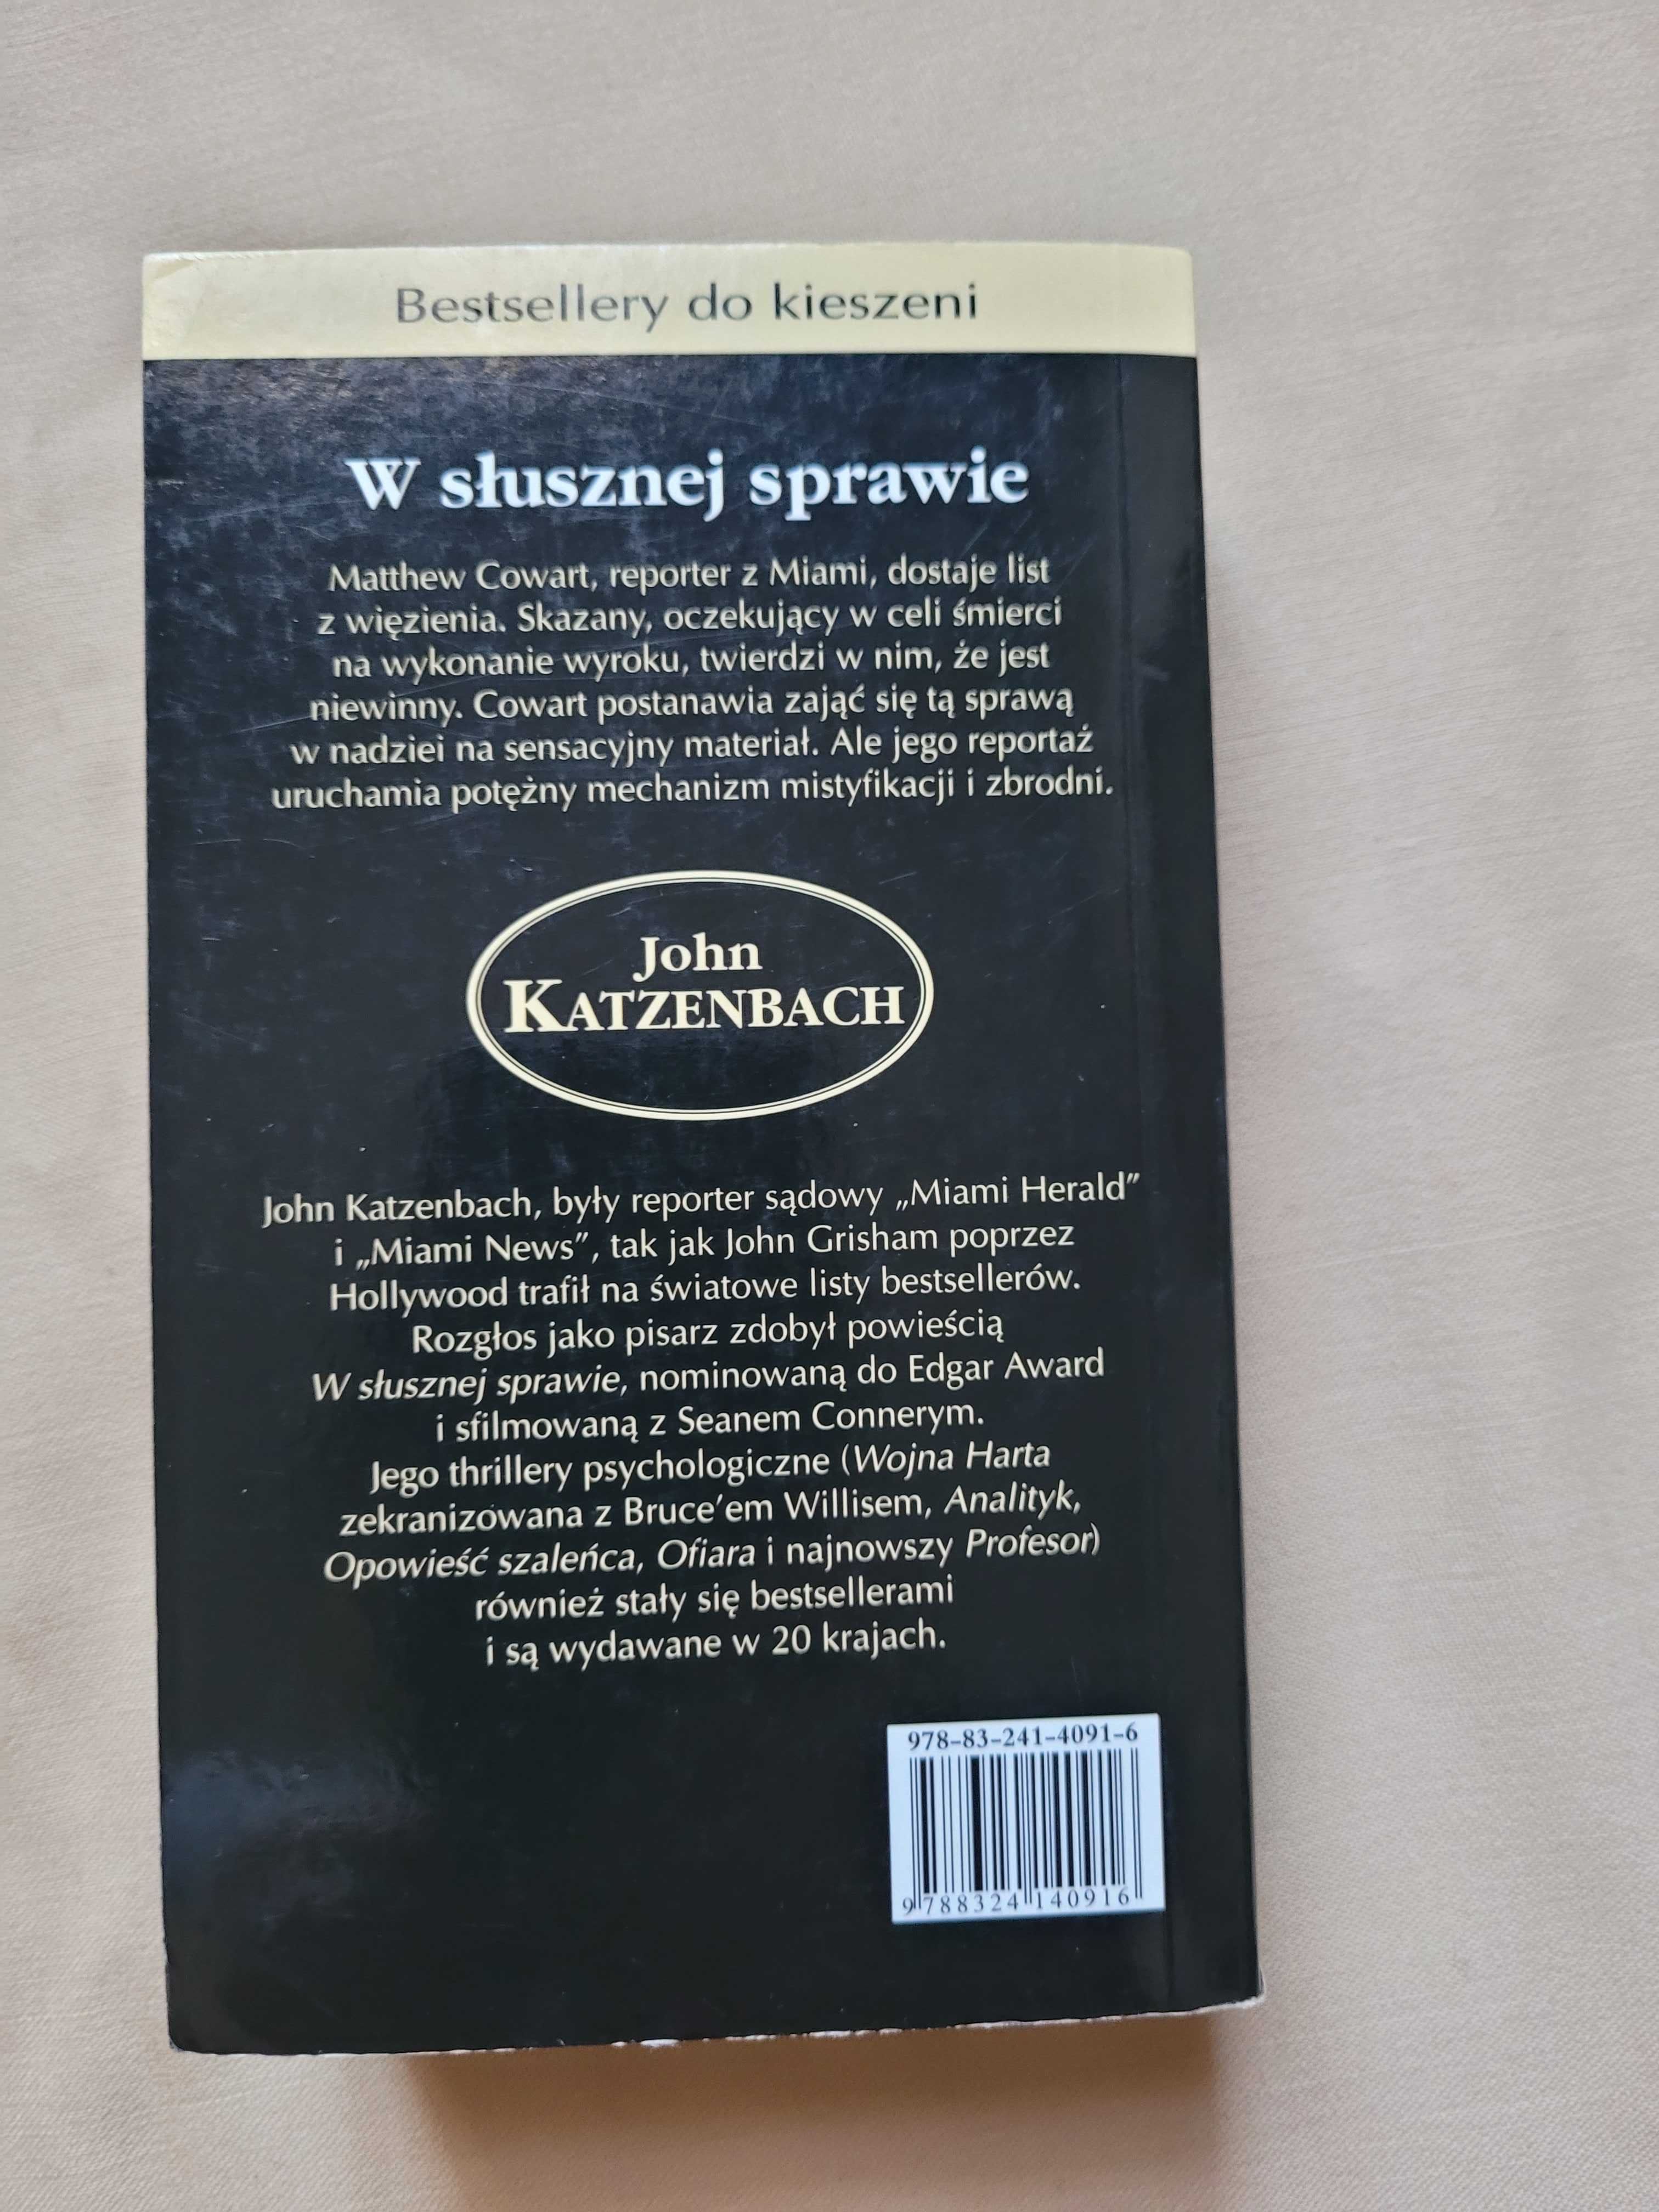 Bestsellery do kieszeni
W słusznej sprawie
Matthew Cowart, reporter z Miami, dostaje list
z więzienia. Skazany, oczekujący w celi śmierci
na wykonanie wyroku, twierdzi w nim, że jest
niewinny. Cowart postanawia zająć się tą sprawą
w nadziei na sensacyjny materiał. Ale jego reportaż
uruchamia potężny mechanizm mistyfikacji i zbrodni.
John
KATZENBACH
John Katzenbach, były reporter sądowy „Miami Herald”
i „Miami News”, tak jak John Grisham poprzez
Hollywood trafił na światowe listy bestsellerów.
Rozgłos jako pisarz zdobył powieścią
W słusznej sprawie, nominowaną do Edgar Award
i sfilmowaną z Seanem Connerym.
Jego thrillery psychologiczne (Wojna Harta
zekranizowana z Bruce’em Willisem, Analityk,
Opowieść szaleńca, Ofiara i najnowszy Profesor)
również stały się bestsellerami
i są wydawane w 20 krajach.
978-83-241-4091-6
9 788324 140916